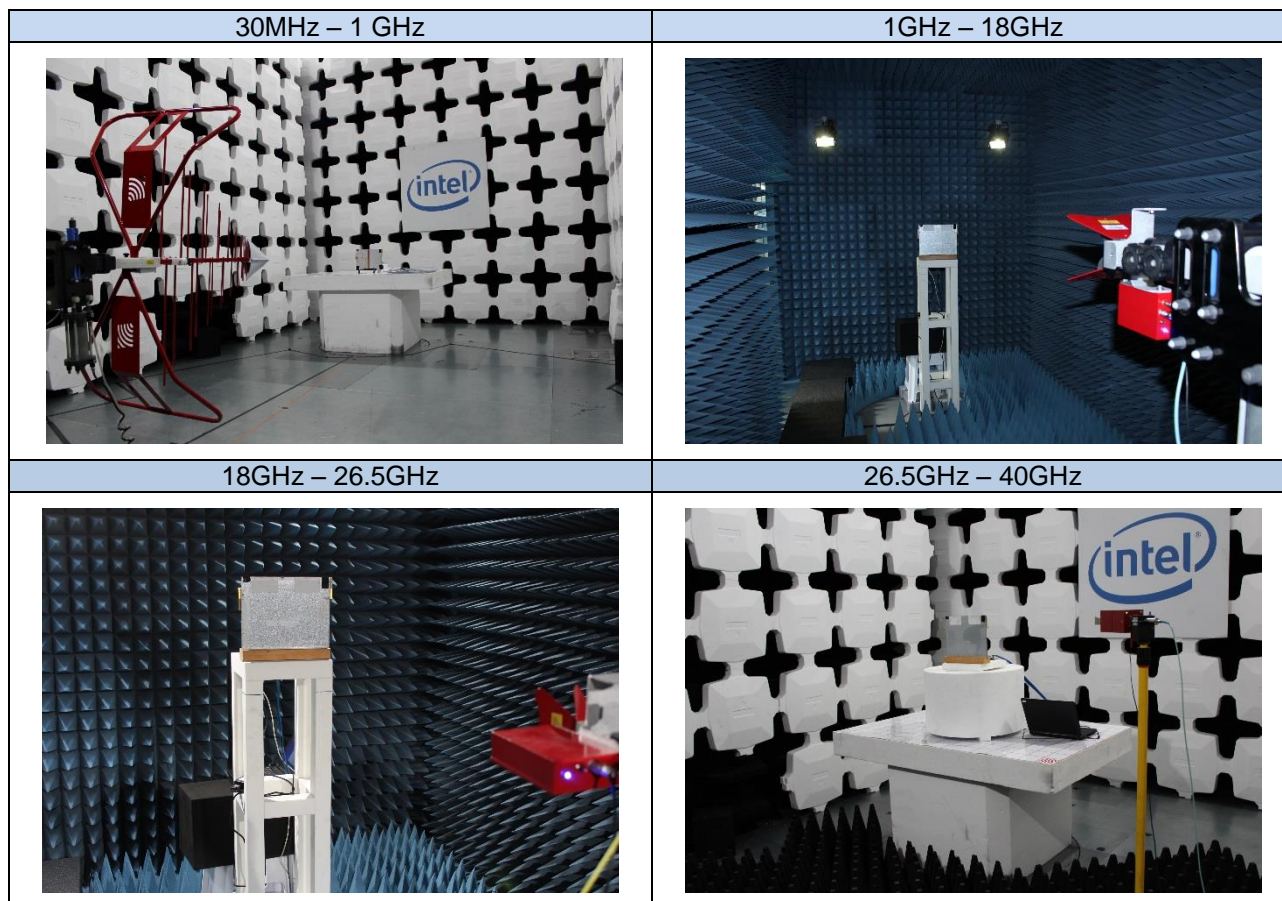 30MHz – 1 GHz
1GHz – 18GHz
intel
18GHz – 26.5GHz
26.5GHz – 40GHz
intel